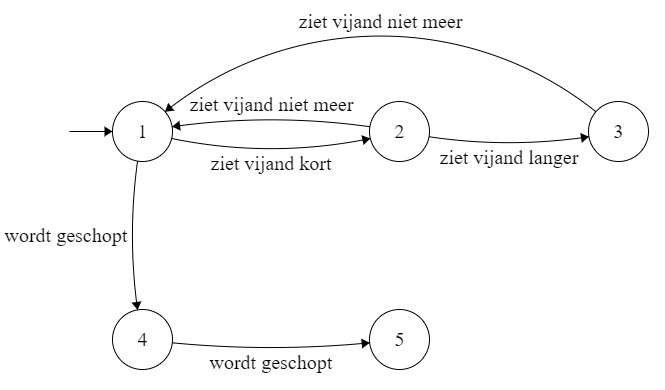 ziet vijand niet meer
ziet vijand niet meer
1
2
3
ziet vijand kort
ziet vijand langer
wordt geschopt
4
5
wordt geschopt